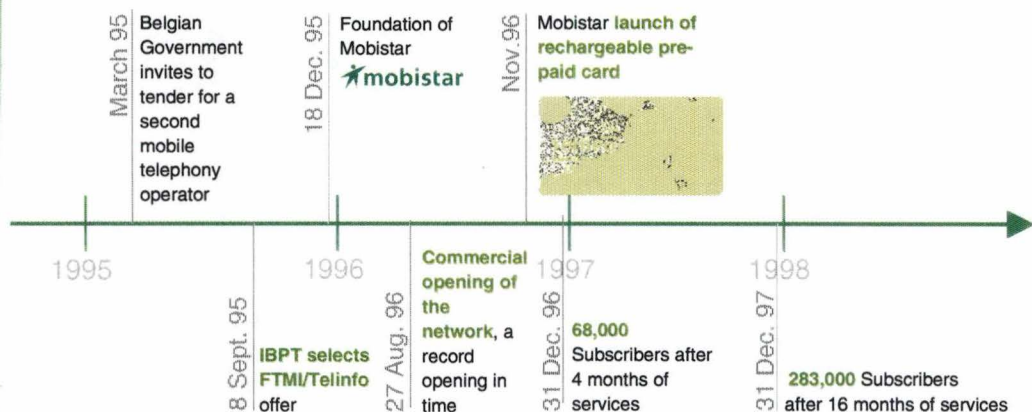 March 95
Belgian
Government
invites to
tender for a
second
mobile
telephony
operator
18 Dec. 95
Foundation of
Mobistar
mobistar
Nov.96
Mobistar launch of
rechargeable pre-
paid card
1995
1996
1997
1998
8 Sept. 95
IBPT selects
FTMI/Telinfo
offer
27 Aug. 96
Commercial
opening of
the
network, a
record
opening in
time
31 Dec. 96
68,000
Subscribers after
4 months of
services
31 Dec. 97
283,000 Subscribers
after 16 months of services